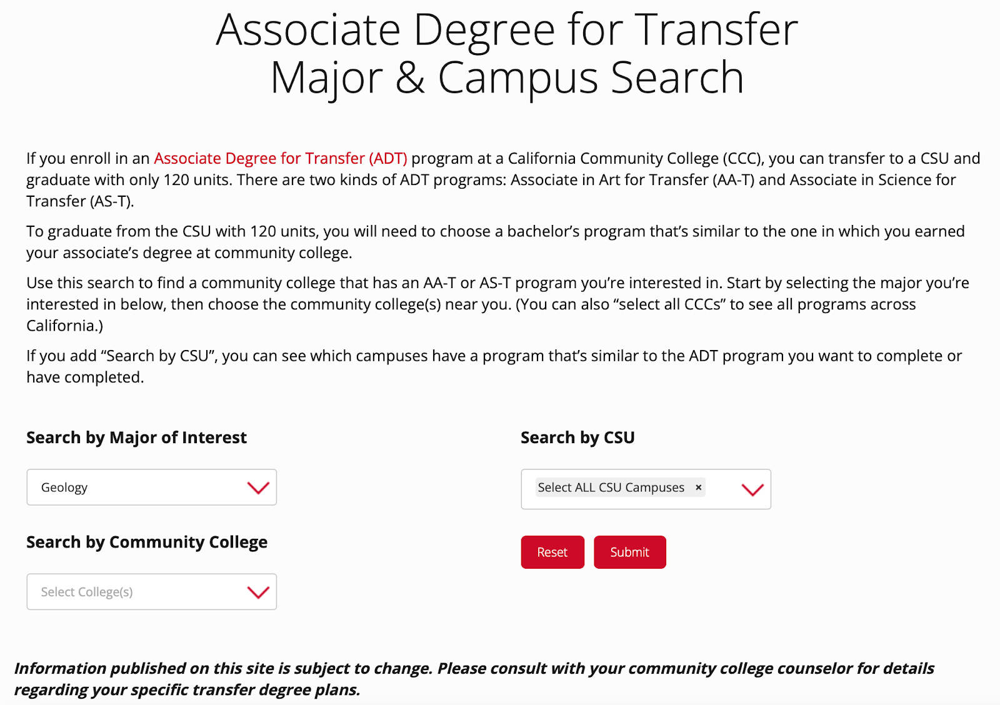 Associate Degree for Transfer
Major & Campus Search
If you enroll in an Associate Degree for Transfer (ADT) program at a California Community College (CCC), you can transfer to a CSU and
graduate with only 120 units. There are two kinds of ADT programs: Associate in Art for Transfer (AA-T) and Associate in Science for
Transfer (AS-T).
To graduate from the CSU with 120 units, you will need to choose a bachelor’s program that’s similar to the one in which you earned
your associate’s degree at community college.
Use this search to find a community college that has an AA-T or AS-T program you’re interested in. Start by selecting the major you’re
interested in below, then choose the community college(s) near you. (You can also “select all CCCs” to see all programs across
California.)
If you add “Search by CSU”, you can see which campuses have a program that’s similar to the ADT program you want to complete or
have completed.
Search by Major of Interest
Geology
Search by Community College
Select College(s)
Search by CSU
Select ALL CSU Campuses ×
Reset
Submit
Information published on this site is subject to change. Please consult with your community college counselor for details
regarding your specific transfer degree plans.